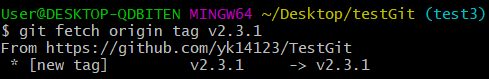 User@DESKTOP-QDBITEN MINGW64 ~/Desktop/testGit (test3)
$ git fetch origin tag v2.3.1
From https://github.com/yk14123/TestGit
 * [new tag]         v2.3.1     -> v2.3.1